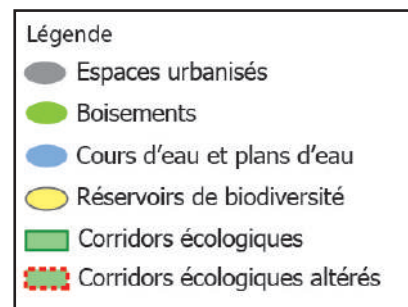 Légende
Espaces urbanisés
Boisements
Cours d'eau et plans d'eau
Réservoirs de biodiversité
Corridors écologiques
Corridors écologiques altérés